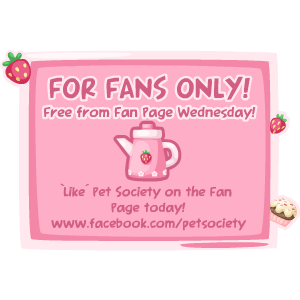 FOR FANS ONLY!
Free from Fan Page Wednesday!
`Like´ Pet Society on the Fan
Page today!
www.facebook.com/petsociety